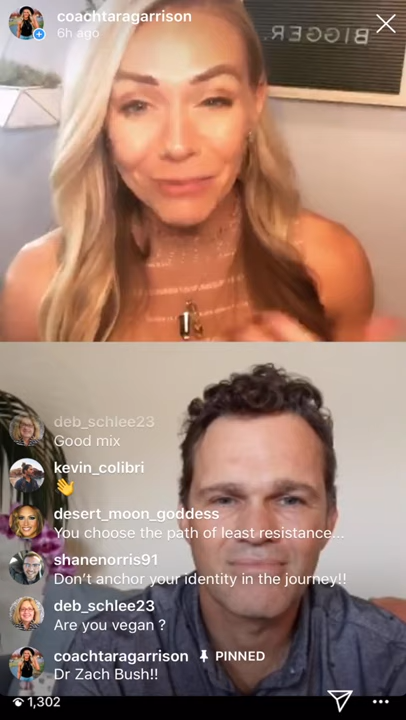 coachtaragarrison
6h ago
BIGGER.
deb_schlee23
Good mix
kevin_colibri
👋
desert_moon_goddess
You choose the path of least resistance...
shanenorris91
Don't anchor your identity in the journey!!
deb_schlee23
Are you vegan ?
coachtaragarrison PINNED
Dr Zach Bush!!
1,302